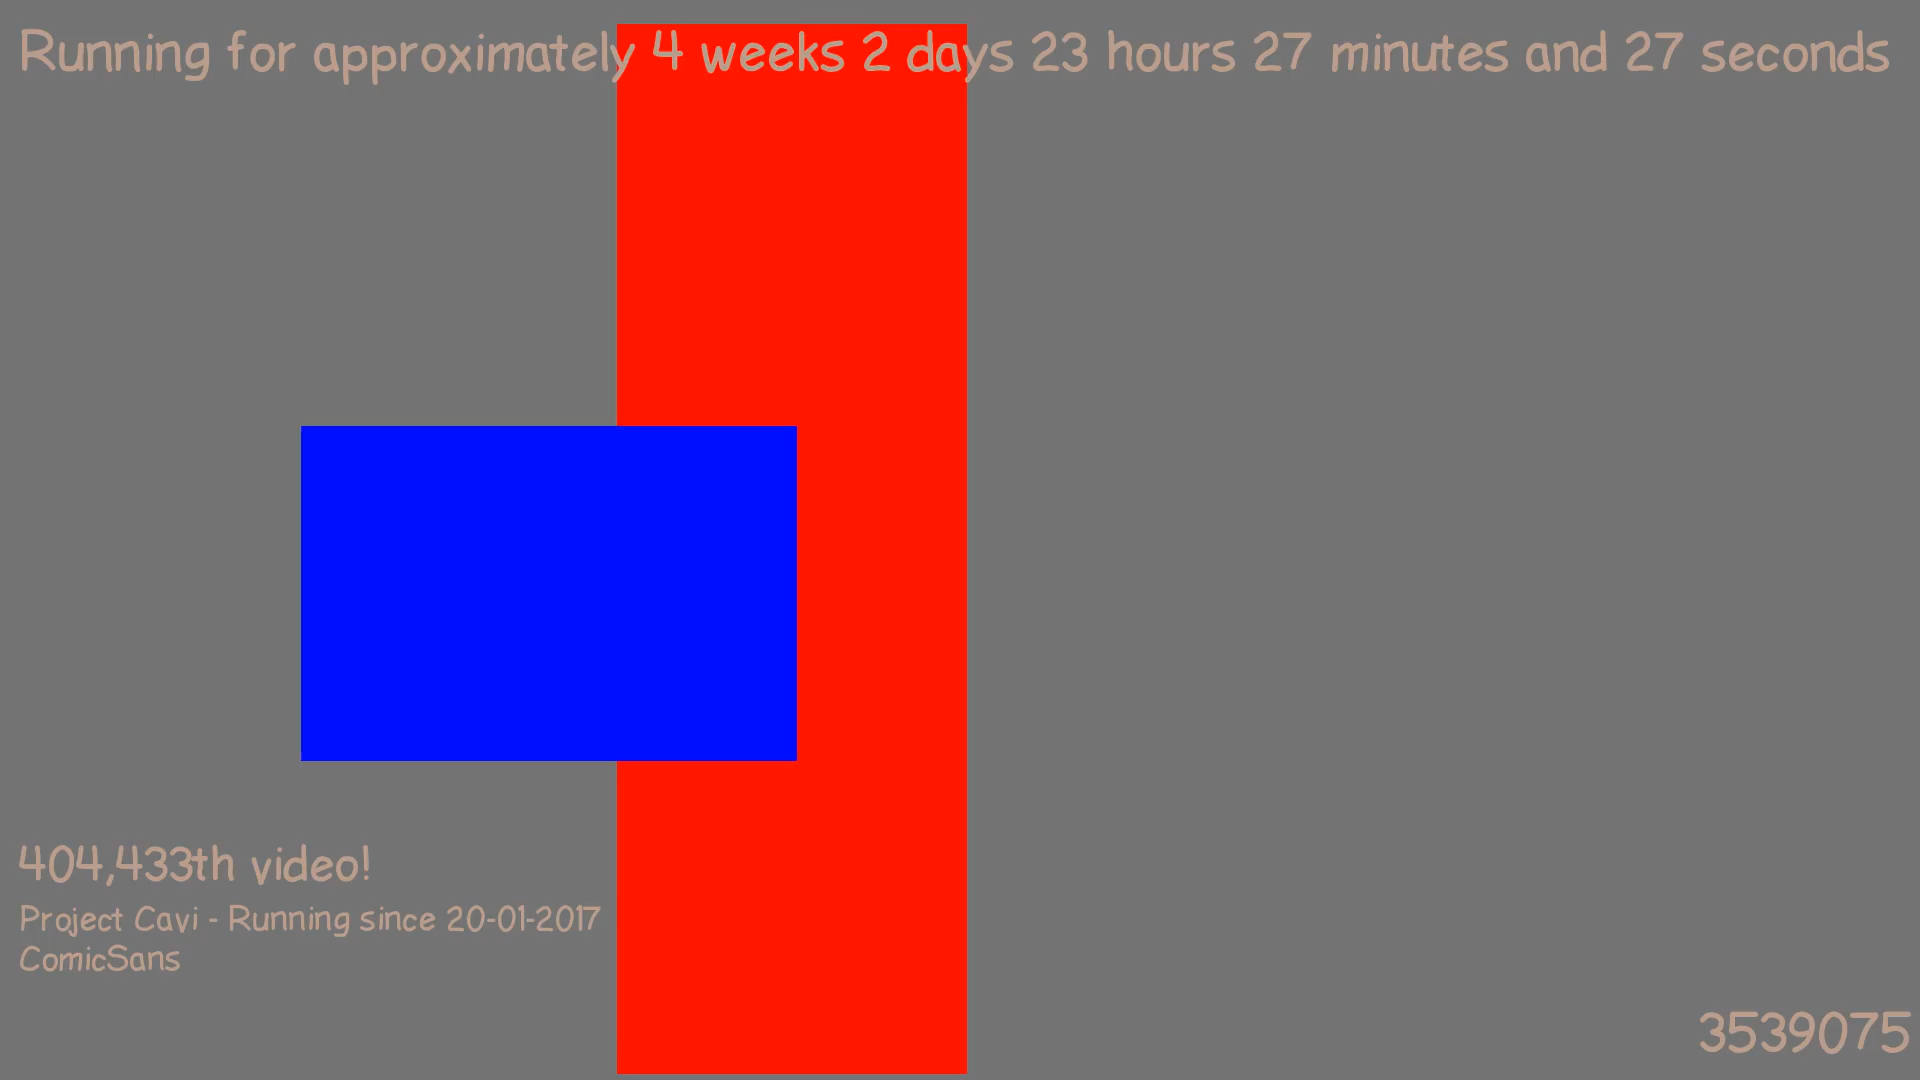 Running for approximately 4 weeks 2 days 23 hours 27 minutes and 27 seconds
404,433th video!
Project Cavi - Running since 20-01-2017
ComicSans
3539075